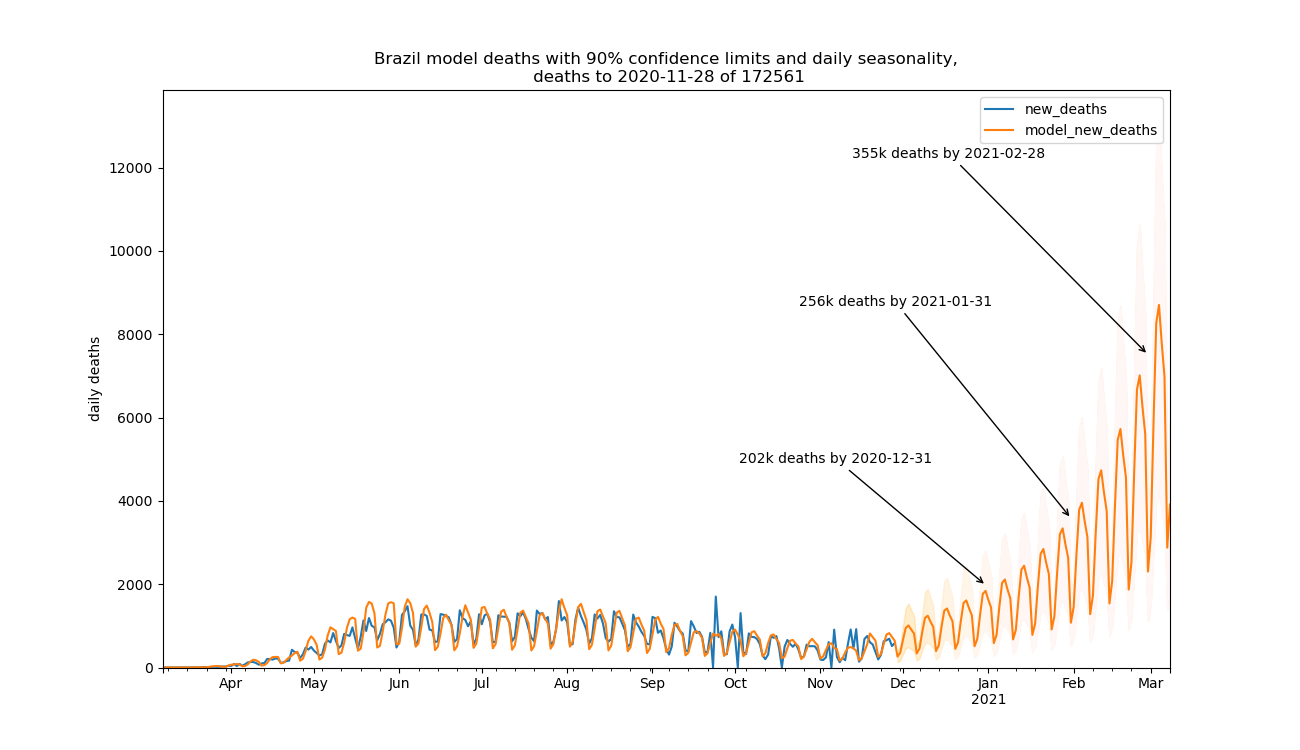 Brazil model deaths with 90% confidence limits and daily seasonality,
deaths to 2020-11-28 of 172561
new_deaths
model_new_deaths
355k deaths by 2021-02-28
256k deaths by 2021-01-31
202k deaths by 2020-12-31
daily deaths
12000
10000
8000
6000
4000
2000
0
Apr May Jun Jul Aug Sep Oct Nov Dec Jan Feb Mar
2021